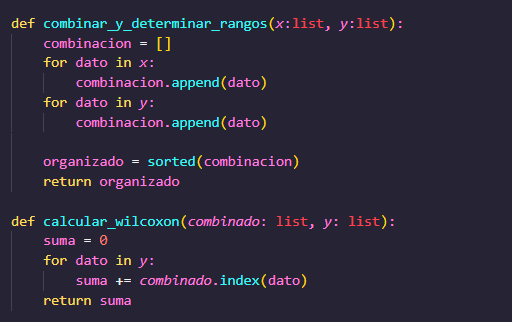 def combinar_y_determinar_rangos(x:list, y:list):
    combinacion = []
    for dato in x:
        combinacion.append(dato)
    for dato in y:
        combinacion.append(dato)

    organizado = sorted(combinacion)
    return organizado

def calcular_wilcoxon(combinado: list, y: list):
    suma = 0
    for dato in y:
        suma += combinado.index(dato)
    return suma